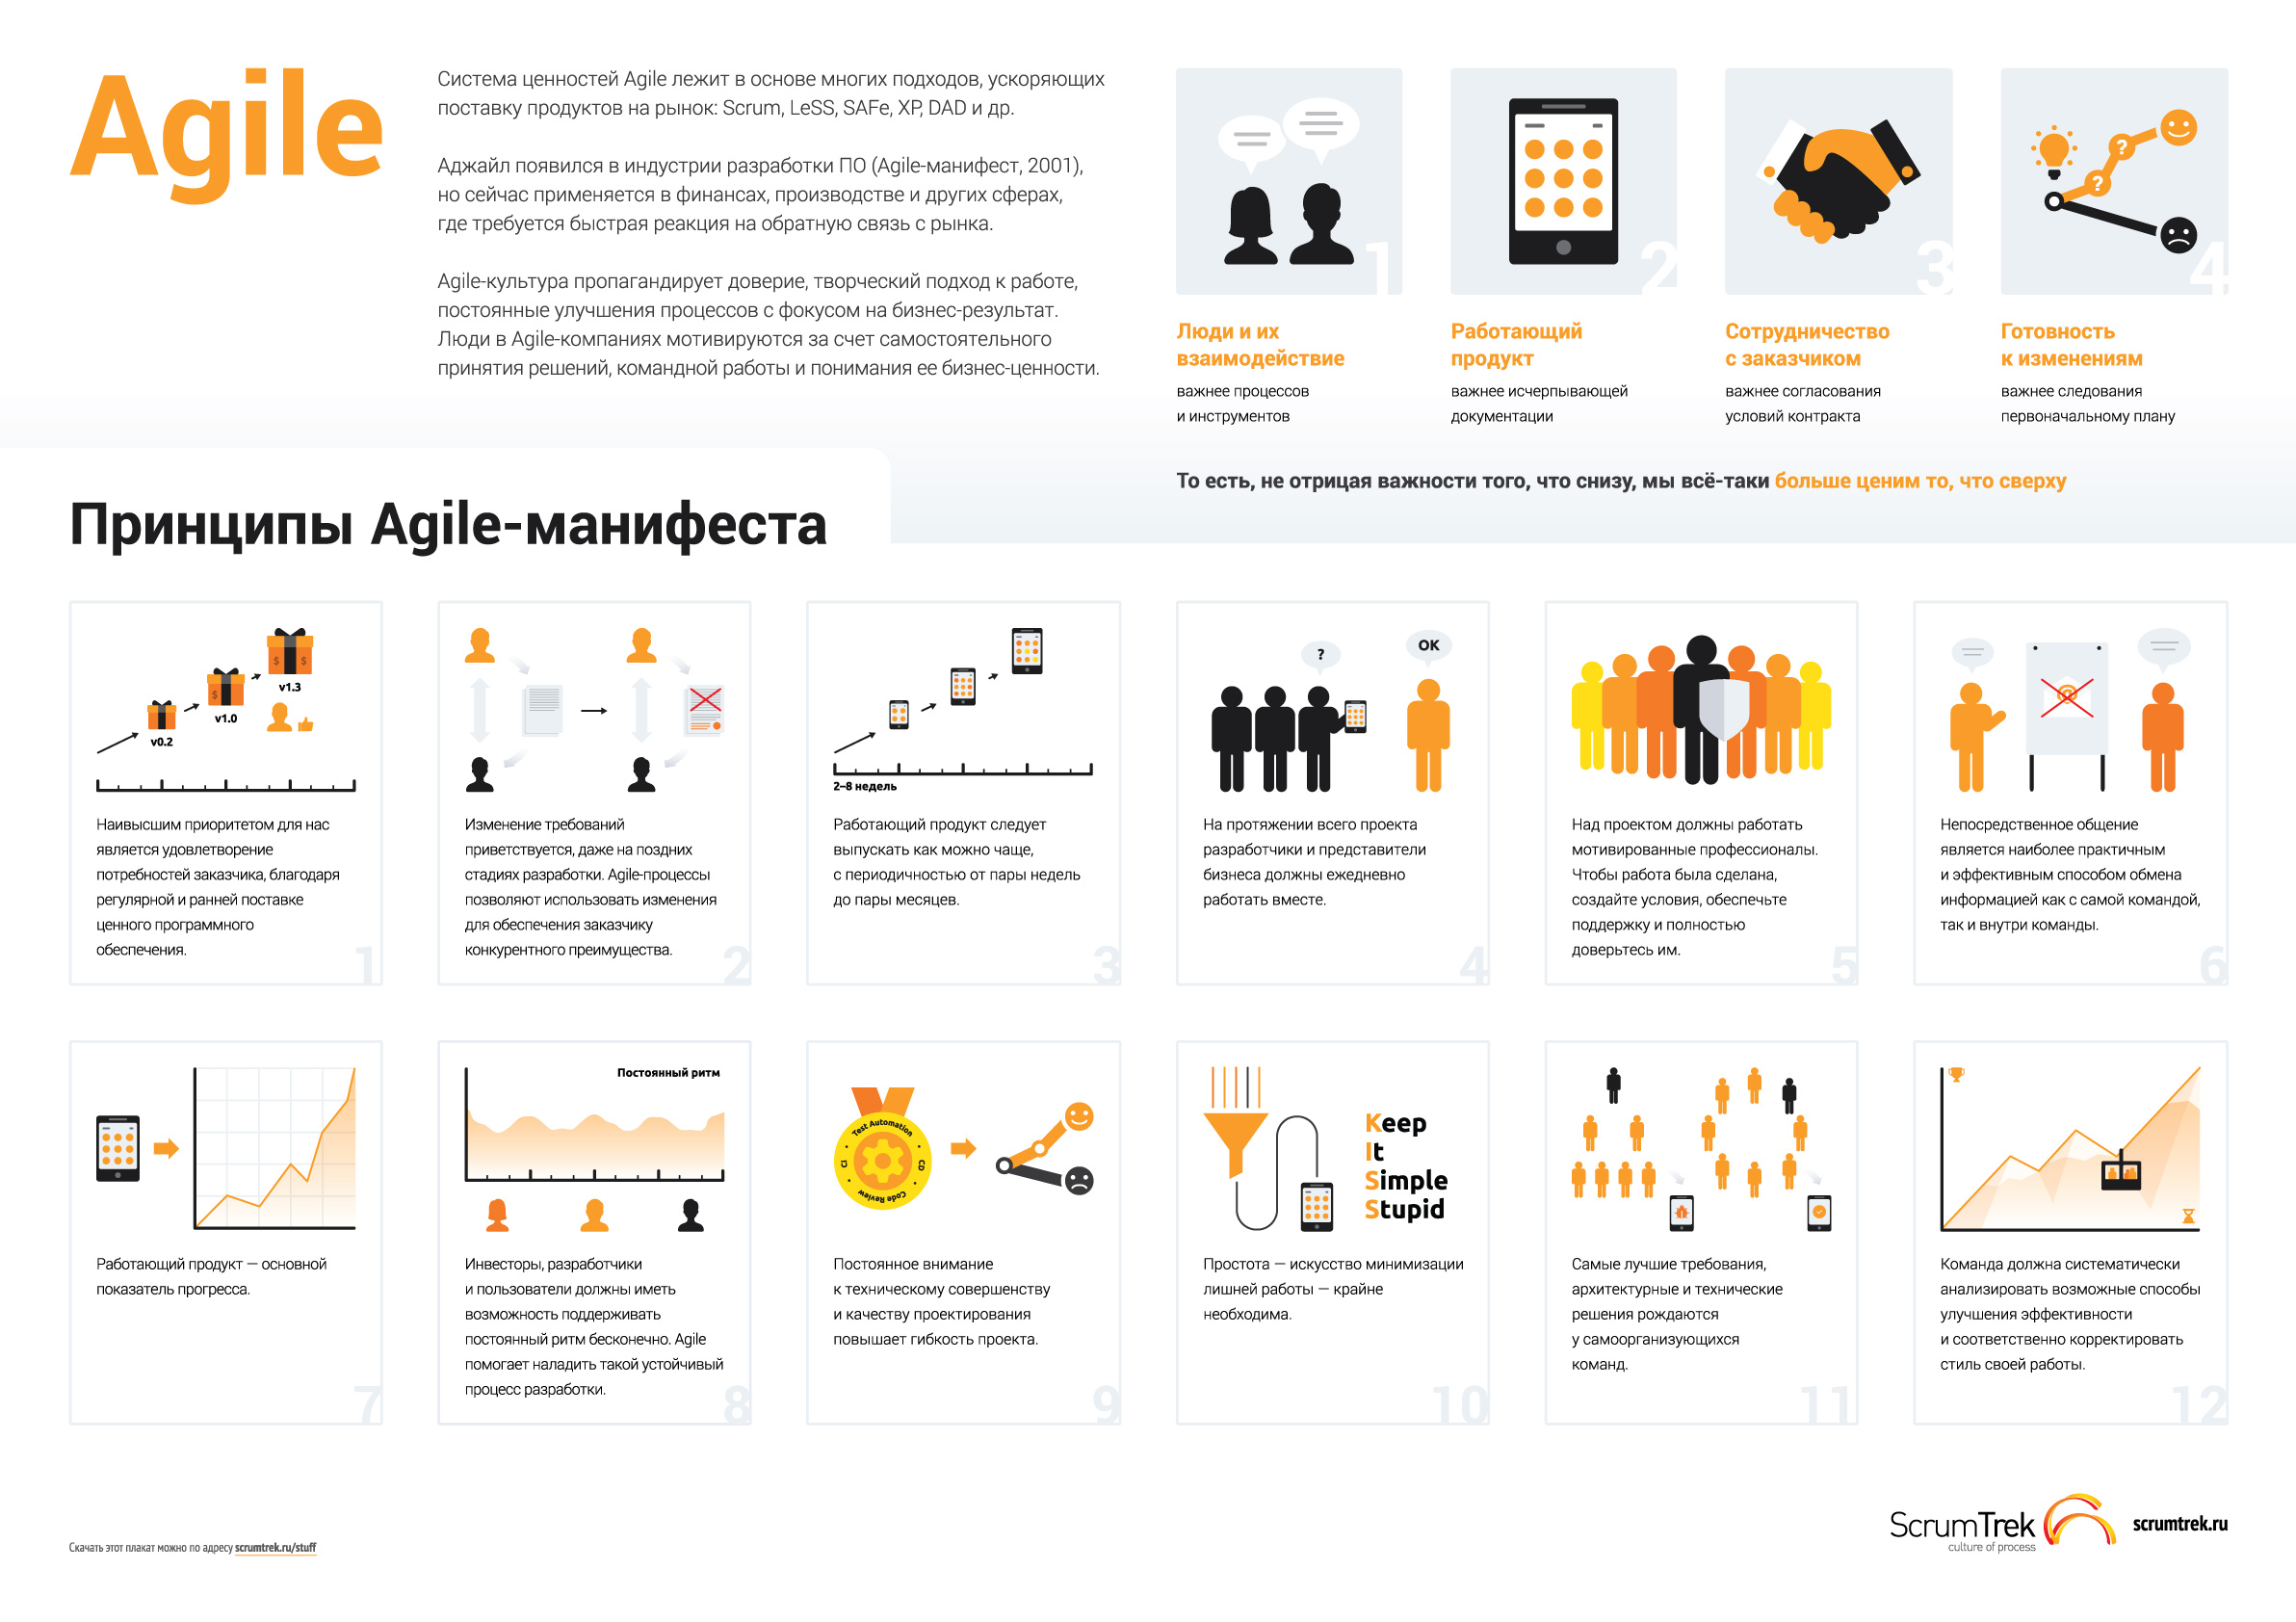 Agile
Система ценностей Agile лежит в основе многих подходов, ускоряющих
поставку продуктов на рынок: Scrum, LeSS, SAFe, XP, DAD и др.
Аджайл появился в индустрии разработки ПО (Agile-манифест, 2001),
но сейчас применяется в финансах, производстве и других сферах,
где требуется быстрая реакция на обратную связь с рынка.
Agile-культура пропагандирует доверие, творческий подход к работе,
постоянные улучшения процессов с фокусом на бизнес-результат.
Люди в Agile-компаниях мотивируются за счет самостоятельного
принятия решений, командной работы и понимания ее бизнес-ценности.
1
Люди и их
взаимодействие
важнее процессов
и инструментов
2
Работающий
продукт
важнее исчерпывающей
документации
3
Сотрудничество
с заказчиком
важнее согласования
условий контракта
? ?
4
Готовность
к изменениям
важнее следования
первоначальному плану
То есть, не отрицая важности того, что снизу, мы всё-таки больше ценим то, что сверху
Принципы Agile-манифеста
$ $
v1.3
$
v1.0
v0.2
Наивысшим приоритетом для нас
является удовлетворение
потребностей заказчика, благодаря
регулярной и ранней поставке
ценного программного
обеспечения.
1
Изменение требований
приветствуется, даже на поздних
стадиях разработки. Agile-процессы
позволяют использовать изменения
для обеспечения заказчику
конкурентного преимущества.
2
2–8 недель
Работающий продукт следует
выпускать как можно чаще,
с периодичностью от пары недель
до пары месяцев.
3
?
OK
На протяжении всего проекта
разработчики и представители
бизнеса должны ежедневно
работать вместе.
4
Над проектом должны работать
мотивированные профессионалы.
Чтобы работа была сделана,
создайте условия, обеспечьте
поддержку и полностью
доверьтесь им.
5
@
Непосредственное общение
является наиболее практичным
и эффективным способом обмена
информацией как с самой командой,
так и внутри команды.
6
Работающий продукт — основной
показатель прогресса.
7
Постоянный ритм
Инвесторы, разработчики
и пользователи должны иметь
возможность поддерживать
постоянный ритм бесконечно. Agile
помогает наладить такой устойчивый
процесс разработки.
8
Test Automation
CI
CD
Code Review
Постоянное внимание
к техническому совершенству
и качеству проектирования
повышает гибкость проекта.
9
Keep
It
Simple
Stupid
Простота — искусство минимизации
лишней работы — крайне
необходима.
10
Самые лучшие требования,
архитектурные и технические
решения рождаются
у самоорганизующихся
команд.
11
Команда должна систематически
анализировать возможные способы
улучшения эффективности
и соответственно корректировать
стиль своей работы.
12
Скачать этот плакат можно по адресу scrumtrek.ru/stuff
ScrumTrek
culture of process
scrumtrek.ru